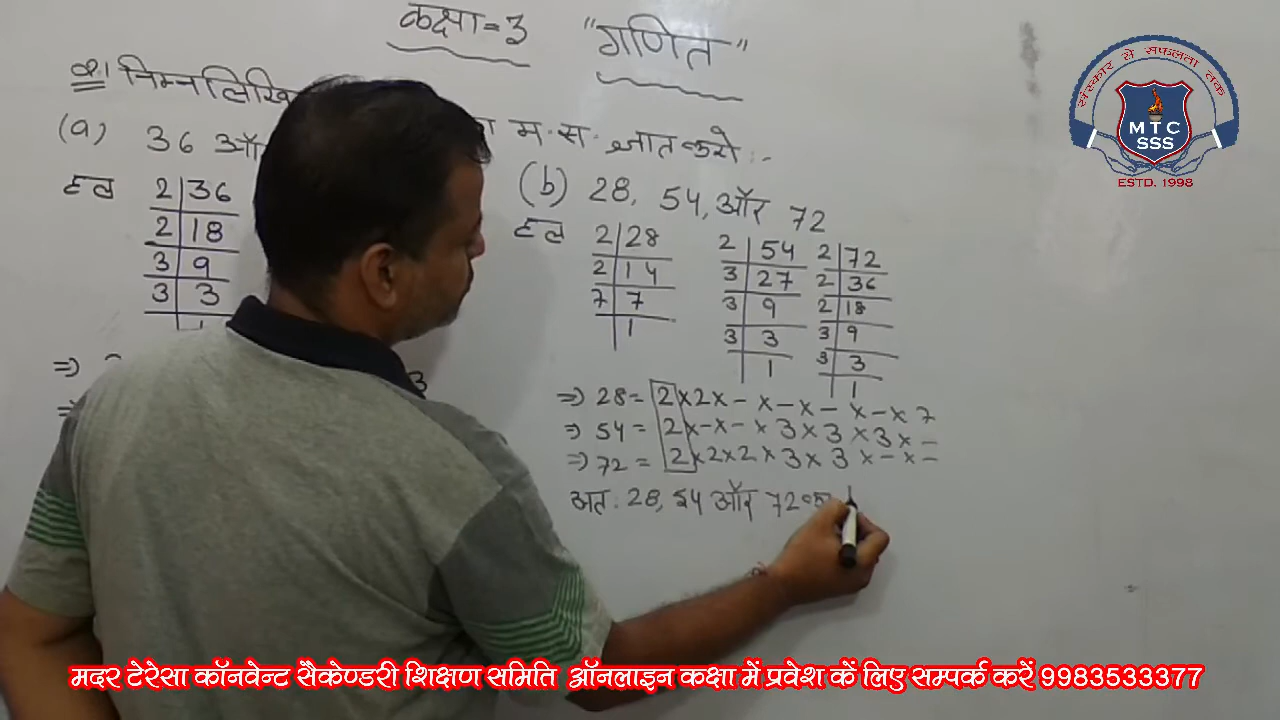 कक्षा=3 "गणित"
Q.1 निम्नलिखि म.स. ज्ञात करो:-
(a) 36 और
हल
2 | 36
2 | 18
3 | 9
3 | 3
(b) 28, 54, और 72
हल
2 | 28
2 | 14
7 | 7
1
2 | 54
3 | 27
3 | 9
3 | 3
1
2 | 72
2 | 36
2 | 18
3 | 9
3 | 3
1
⇒ 28 = 2×2×-×-×-×-×7
⇒ 54 = 2×-×-×3×3×3×-
⇒ 72 = 2×2×2×3×3×-×-
अत: 28, 54 और 72 का
संस्कार से सफलता तक
MTC
SSS
ESTD. 1998
मदर टेरेसा कॉनवेन्ट सैकेण्डरी शिक्षण समिति ऑनलाइन कक्षा में प्रवेश कें लिए सम्पर्क करें 9983533377